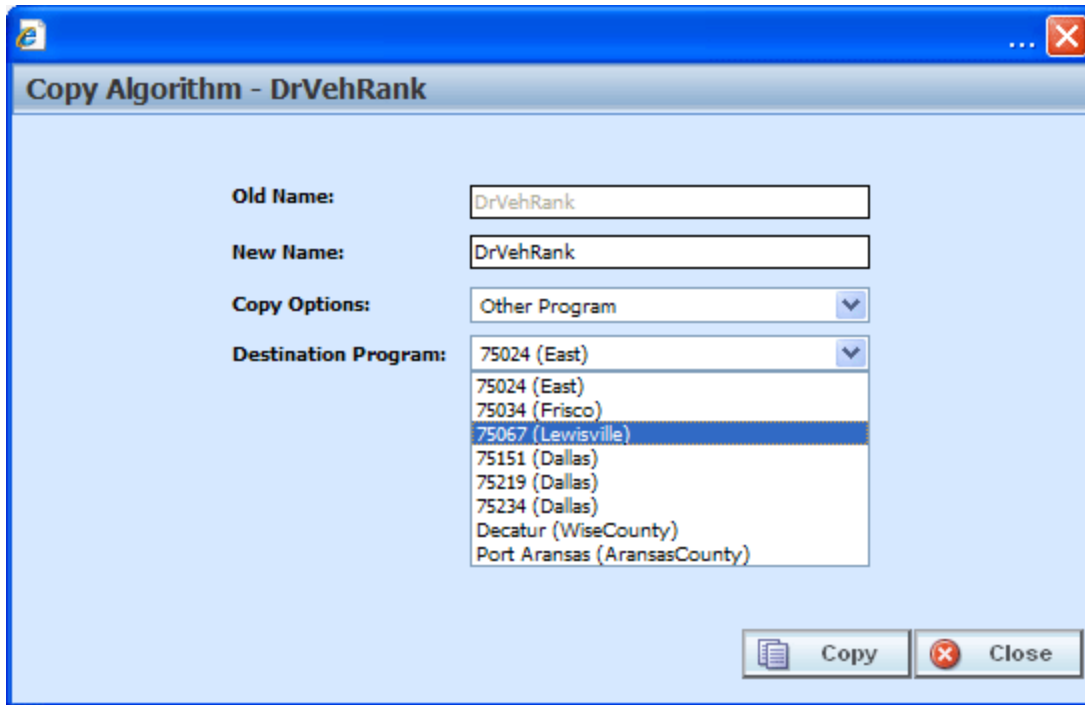 ...
Copy Algorithm - DrVehRank
Old Name: DrVehRank
New Name: DrVehRank
Copy Options: Other Program
Destination Program: 75024 (East)
75024 (East)
75034 (Frisco)
75067 (Lewisville)
75151 (Dallas)
75219 (Dallas)
75234 (Dallas)
Decatur (WiseCounty)
Port Aransas (AransasCounty)
Copy Close